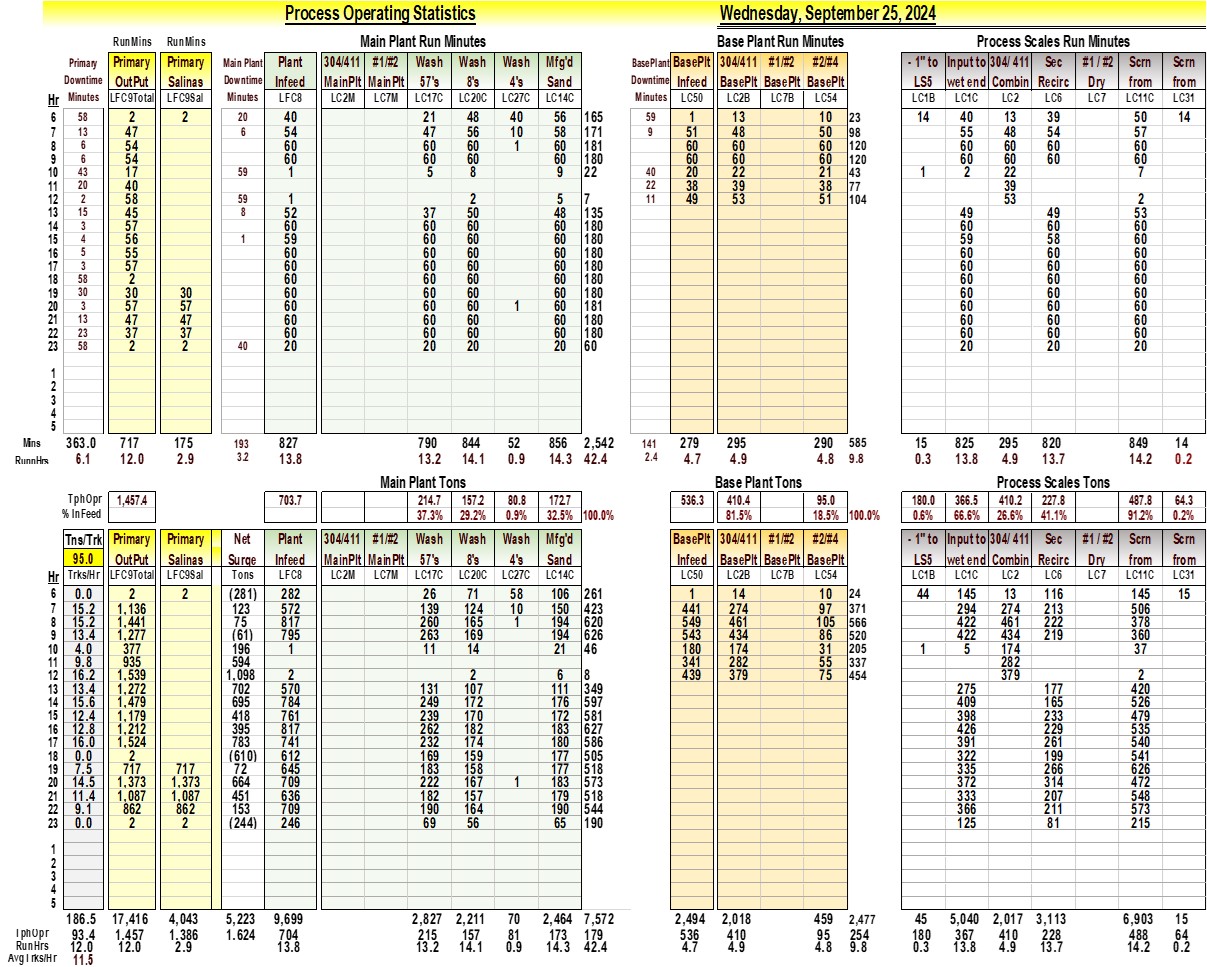 Process Operating Statistics Wednesday, September 25, 2024
RunMins RunMins Main Plant Run Minutes Base Plant Run Minutes Process Scales Run Minutes
Primary Primary Primary Main Plant Plant 304/411 #1/#2 Wash Wash Wash Mfg'd BasePlant BasePlt 304/411 #1/#2 #2/#4 - 1" to Input to 304/ 411 Sec #1 / #2 Scrn Scrn
Downtime OutPut Salinas Downtime Infeed MainPlt MainPlt 57's 8's 4's Sand Downtime Infeed BasePlt BasePlt BasePlt LS5 wet end Combin Recirc Dry from from
Hr Minutes LFC9Total LFC9Sal Minutes LFC8 LC2M LC7M LC17C LC20C LC27C LC14C Minutes LC50 LC2B LC7B LC54 LC1B LC1C LC2 LC6 LC7 LC11C LC31
6 58 2 2 20 40 21 48 40 56 165 59 1 13 10 23 14 40 13 39 50 14
7 13 47 6 54 47 56 10 58 171 9 51 48 50 98 55 48 54 57
8 6 54 60 60 60 1 60 181 60 60 60 120 60 60 60 60
9 6 54 60 60 60 60 180 60 60 60 120 60 60 60 60
10 43 17 59 1 5 8 9 22 40 20 22 21 43 1 2 22 7
11 20 40 22 38 39 38 77 39
12 2 58 59 1 2 5 7 11 49 53 51 104 53 2
13 15 45 8 52 37 50 48 135 49 49 53
14 3 57 60 60 60 60 180 60 60 60
15 4 56 1 59 60 60 60 180 59 58 60
16 5 55 60 60 60 60 180 60 60 60
17 3 57 60 60 60 60 180 60 60 60
18 58 2 60 60 60 60 180 60 60 60
19 30 30 30 60 60 60 60 180 60 60 60
20 3 57 57 60 60 60 1 60 181 60 60 60
21 13 47 47 60 60 60 60 180 60 60 60
22 23 37 37 60 60 60 60 180 60 60 60
23 58 2 2 40 20 20 20 20 60 20 20 20
1
2
3
4
5
Mins 363.0 717 175 193 827 790 844 52 856 2,542 141 279 295 290 585 15 825 295 820 849 14
RunnHrs 6.1 12.0 2.9 3.2 13.8 13.2 14.1 0.9 14.3 42.4 2.4 4.7 4.9 4.8 9.8 0.3 13.8 4.9 13.7 14.2 0.2
Main Plant Tons Base Plant Tons Process Scales Tons
TphOpr 1,457.4 703.7 214.7 157.2 80.8 172.7 536.3 410.4 95.0 180.0 366.5 410.2 227.8 487.8 64.3
% InFeed 37.3% 29.2% 0.9% 32.5% 100.0% 81.5% 18.5% 100.0% 0.6% 66.6% 26.6% 41.1% 91.2% 0.2%
Tns/Trk Primary Primary Net Plant 304/411 #1/#2 Wash Wash Wash Mfg'd BasePlt 304/411 #1/#2 #2/#4 - 1" to Input to 304/ 411 Sec #1 / #2 Scrn Scrn
95.0 OutPut Salinas Surge Infeed MainPlt MainPlt 57's 8's 4's Sand Infeed BasePlt BasePlt BasePlt LS5 wet end Combin Recirc Dry from from
Hr Trks/Hr LFC9Total LFC9Sal Tons LFC8 LC2M LC7M LC17C LC20C LC27C LC14C LC50 LC2B LC7B LC54 LC1B LC1C LC2 LC6 LC7 LC11C LC31
6 0.0 2 2 (281) 282 26 71 58 106 261 1 14 10 24 44 145 13 116 145 15
7 15.2 1,136 123 572 139 124 10 150 423 441 274 97 371 294 274 213 506
8 15.2 1,441 75 817 260 165 1 194 620 549 461 105 566 422 461 222 378
9 13.4 1,277 (61) 795 263 169 194 626 543 434 86 520 422 434 219 360
10 4.0 377 196 1 11 14 21 46 180 174 31 205 1 5 174 37
11 9.8 935 594 341 282 55 337 282
12 16.2 1,539 1,098 2 2 6 8 439 379 75 454 379 2
13 13.4 1,272 702 570 131 107 111 349 275 177 420
14 15.6 1,479 695 784 249 172 176 597 409 165 526
15 12.4 1,179 418 761 239 170 172 581 398 233 479
16 12.8 1,212 395 817 262 182 183 627 426 229 535
17 16.0 1,524 783 741 232 174 180 586 391 261 540
18 0.0 2 (610) 612 169 159 177 505 322 199 541
19 7.5 717 717 72 645 183 158 177 518 335 266 626
20 14.5 1,373 1,373 664 709 222 167 1 183 573 372 314 472
21 11.4 1,087 1,087 451 636 182 157 179 518 333 207 548
22 9.1 862 862 153 709 190 164 190 544 366 211 573
23 0.0 2 2 (244) 246 69 56 65 190 125 81 215
1
2
3
4
5
186.5 17,416 4,043 5,223 9,699 2,827 2,211 70 2,464 7,572 2,494 2,018 459 2,477 45 5,040 2,017 3,113 6,903 15
TphOpr 93.4 1,457 1,386 1.624 704 215 157 81 173 179 536 410 95 254 180 367 410 228 488 64
RunHrs 12.0 12.0 2.9 13.8 13.2 14.1 0.9 14.3 42.4 4.7 4.9 4.8 9.8 0.3 13.8 4.9 13.7 14.2 0.2
Avg Trks/Hr 11.5